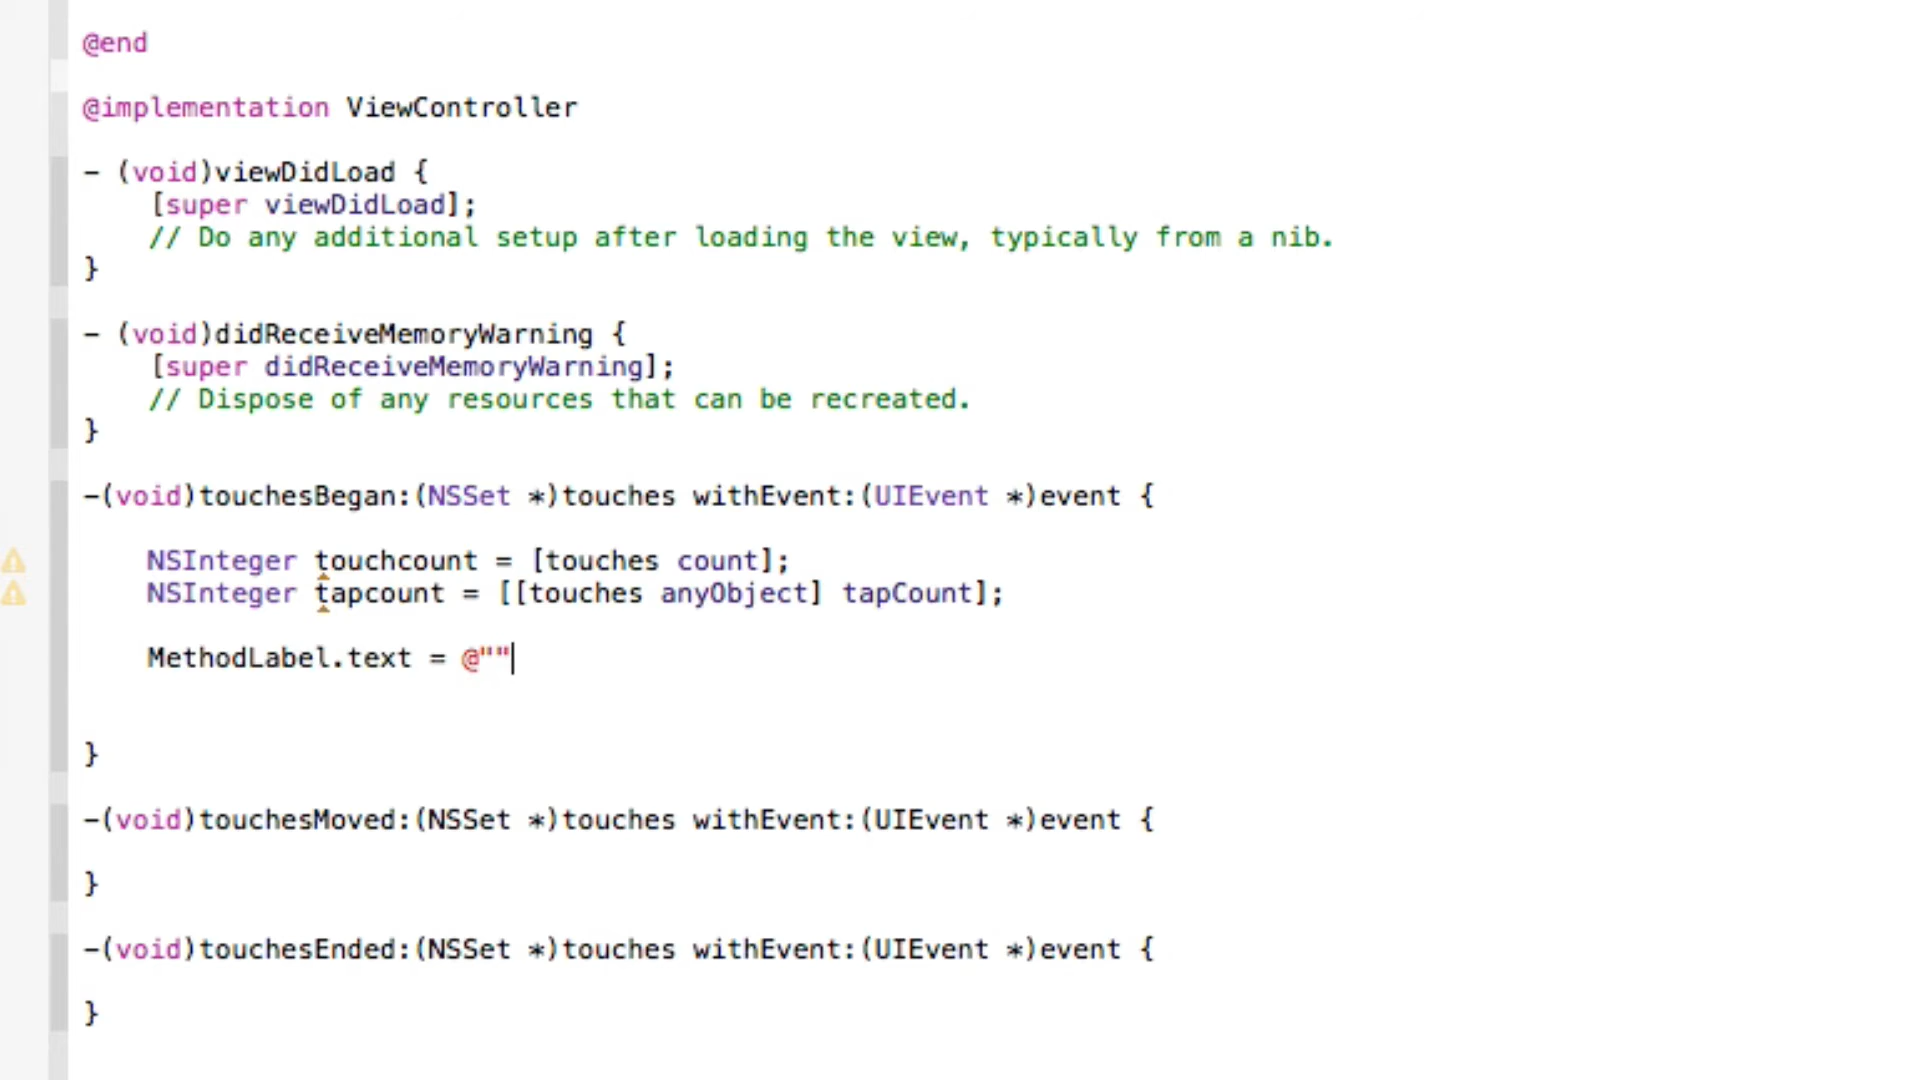 @end
@implementation ViewController
- (void)viewDidLoad {
[super viewDidLoad];
// Do any additional setup after loading the view, typically from a nib.
}
- (void)didReceiveMemoryWarning {
[super didReceiveMemoryWarning];
// Dispose of any resources that can be recreated.
}
-(void)touchesBegan:(NSSet *)touches withEvent:(UIEvent *)event {
NSInteger touchcount = [touches count];
NSInteger tapcount = [[touches anyObject] tapCount];
MethodLabel.text = @""
}
-(void)touchesMoved:(NSSet *)touches withEvent:(UIEvent *)event {
}
-(void)touchesEnded:(NSSet *)touches withEvent:(UIEvent *)event {
}